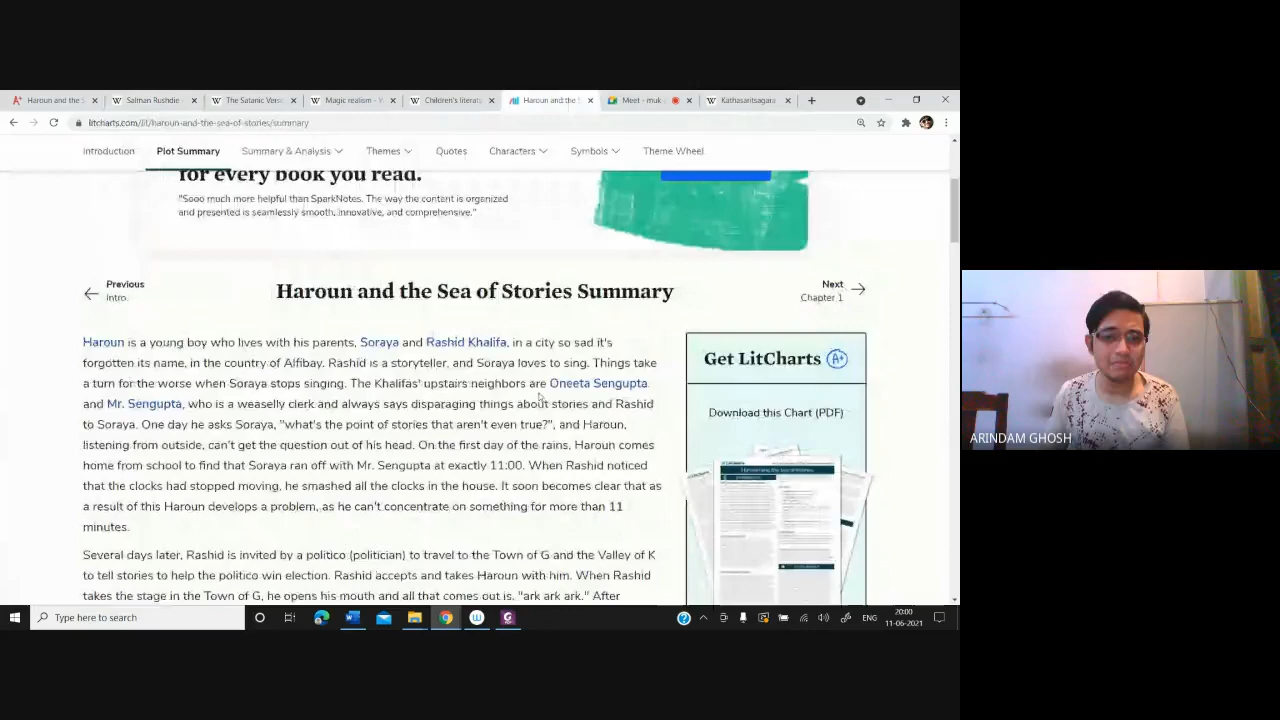 Haroun and the S
Salman Rushdie -
The Satanic Vers
Magic realism - W
Children's literatu
Haroun and the S
Meet - muk
Kathasaritsagara
litcharts.com/lit/haroun-and-the-sea-of-stories/summary
Introduction Plot Summary Summary & Analysis Themes Quotes Characters Symbols Theme Wheel
for every book you read.
"Sooo much more helpful than SparkNotes. The way the content is organized
and presented is seamlessly smooth, innovative, and comprehensive."
Previous
Intro
Haroun and the Sea of Stories Summary
Next
Chapter 1
Haroun is a young boy who lives with his parents, Soraya and Rashid Khalifa, in a city so sad it's
forgotten its name, in the country of Alfibay. Rashid is a storyteller, and Soraya loves to sing. Things take
a turn for the worse when Soraya stops singing. The Khalifas' upstairs neighbors are Oneeta Sengupta
and Mr. Sengupta, who is a weaselly clerk and always says disparaging things about stories and Rashid
to Soraya. One day he asks Soraya, "what's the point of stories that aren't even true?", and Haroun,
listening from outside, can't get the question out of his head. On the first day of the rains, Haroun comes
home from school to find that Soraya ran off with Mr. Sengupta at exactly 11:00. When Rashid noticed
the clocks had stopped moving, he smashed the clocks in the house. It soon becomes clear that as
a result of this Haroun develops a problem, as he can't concentrate on something for more than 11
minutes.
Several days later, Rashid is invited by a politico (politician) to travel to the Town of G and the Valley of K
to tell stories to help the politico win election. Rashid accepts and takes Haroun with him. When Rashid
takes the stage in the Town of G, he opens his mouth and all that comes out is, "ark ark ark." After
Get LitCharts A+
Download this Chart (PDF)
ARINDAM GHOSH
Type here to search
ENG
20:00
11-06-2021